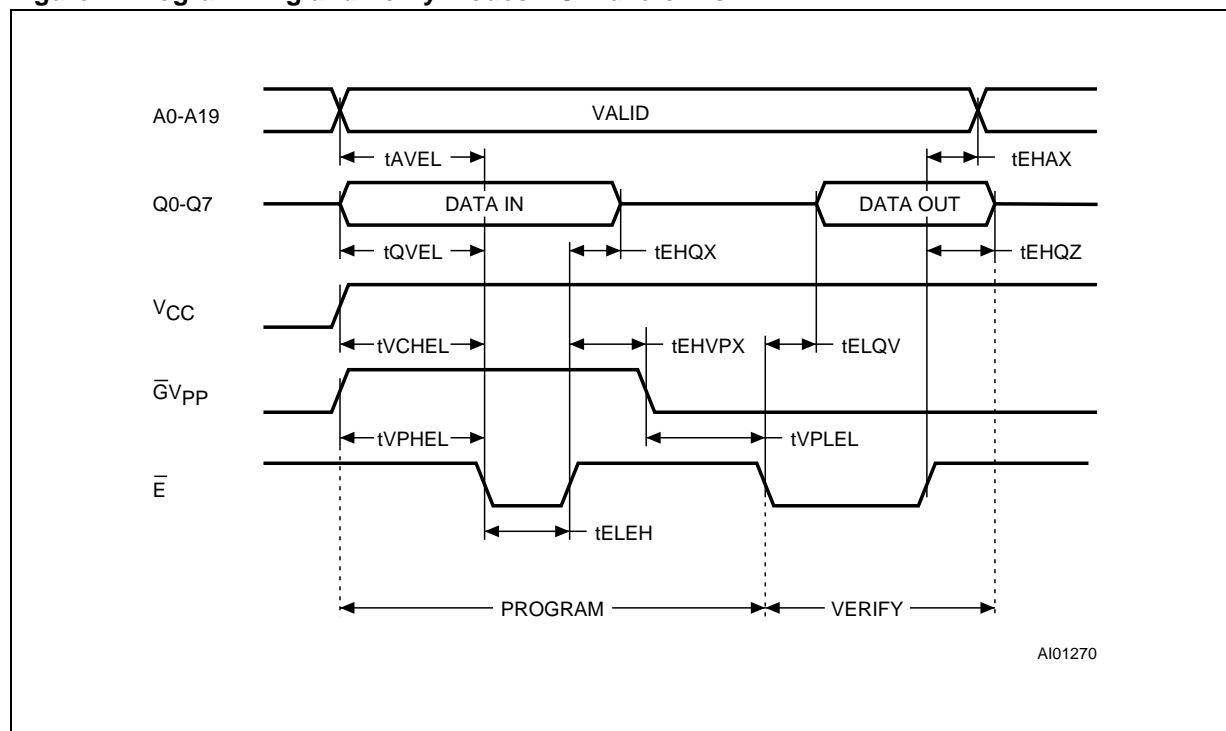 A0-A19
VALID
tAVEL
tEHAX
Q0-Q7
DATA IN
DATA OUT
tQVEL
tEHQX
tEHQZ
VCC
tVCHEL
tEHVPX
tELQV
G̅VPP
tVPHEL
tVPLEL
E̅
tELEH
PROGRAM
VERIFY
AI01270